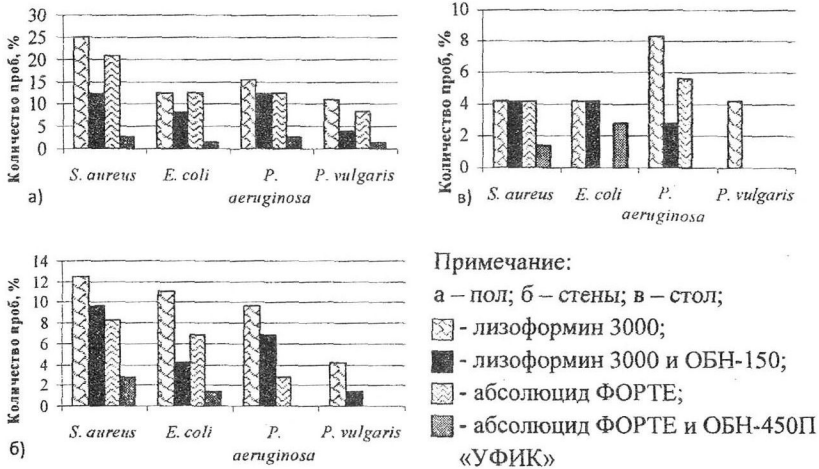 30
25
20
15
10
5
0
Количество проб, %
S. aureus E. coli P. aeruginosa P. vulgaris
а)
10
8
6
4
2
0
Количество проб, %
S. aureus E. coli P. aeruginosa P. vulgaris
в)
14
12
10
8
6
4
2
0
Количество проб, %
S. aureus E. coli P. aeruginosa P. vulgaris
б)
Примечание:
а – пол; б – стены; в – стол;
- лизоформин 3000;
- лизоформин 3000 и ОБН-150;
- абсолюцид ФОРТЕ;
- абсолюцид ФОРТЕ и ОБН-450П
«УФИК»